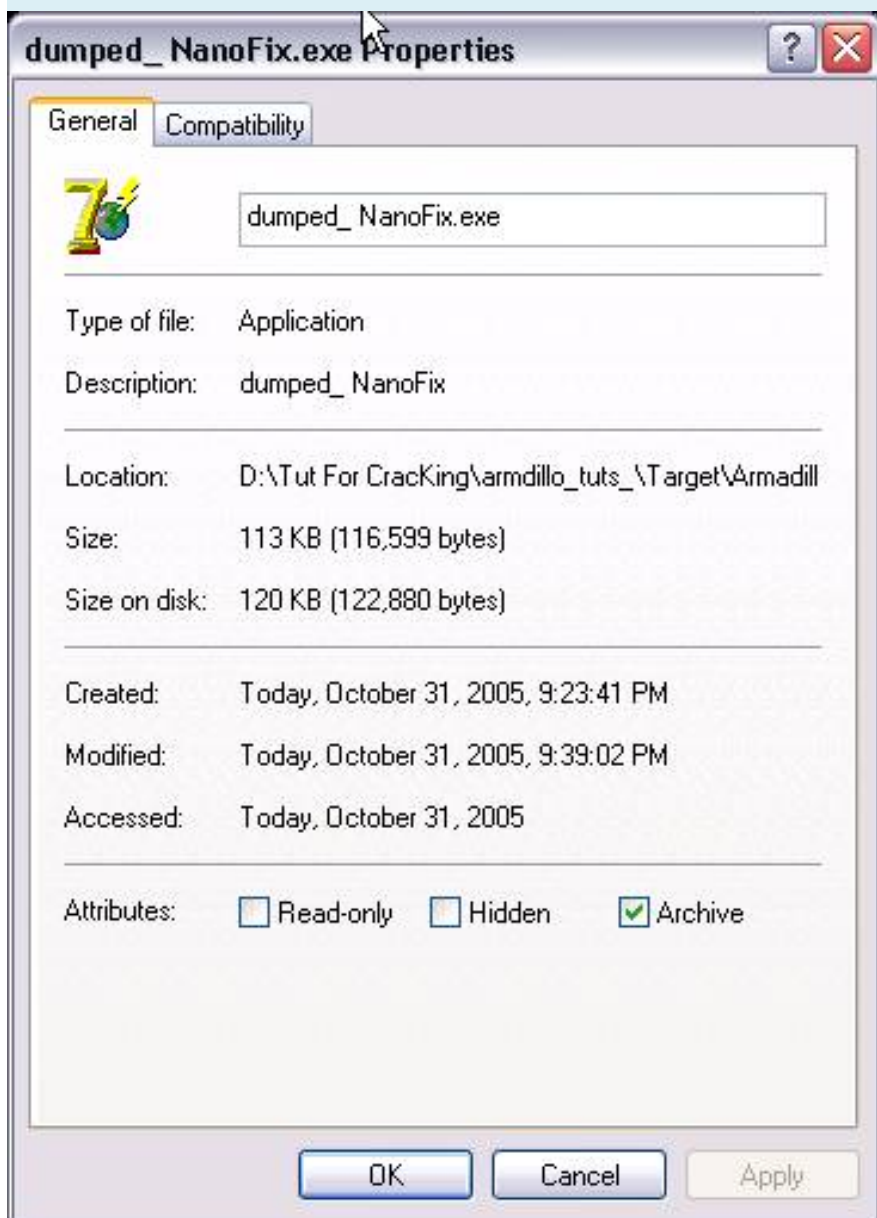 dumped_ NanoFix.exe Properties
General Compatibility
dumped_ NanoFix.exe
Type of file: Application
Description: dumped_ NanoFix
Location: D:\Tut For CracKing\armdillo_tuts_\Target\Armadill
Size: 113 KB (116,599 bytes)
Size on disk: 120 KB (122,880 bytes)
Created: Today, October 31, 2005, 9:23:41 PM
Modified: Today, October 31, 2005, 9:39:02 PM
Accessed: Today, October 31, 2005
Attributes: Read-only Hidden Archive
OK Cancel Apply